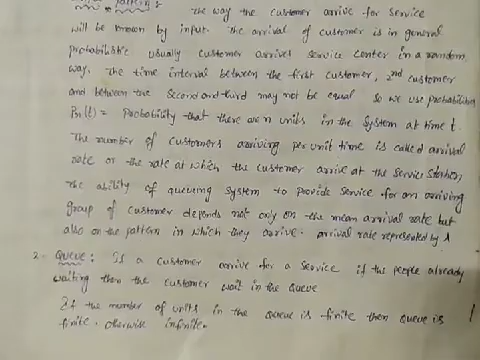 pattern :
The way the customer arrive for service
will be known by input. The arrival of customer is in general
probabilistic usually customer arrives service center in a random
way. The time interval between the first customer, 2nd customer
and between the second and third may not be equal so we use probabilities
Pn(t) = Probability that there are n units in the system at time t.
The number of customers arriving per unit time is called arrival
rate or the rate at which the customer arrive at the service station
The ability of queuing system to provide service for an arriving
group of customer depends not only on the mean arrival rate but
also on the pattern in which they arrive. arrival rate represented by λ
2. Queue : If a customer arrive for a service if the people already
waiting then the customer wait in the queue
If the number of units in the queue is finite then queue is
finite. otherwise infinite.